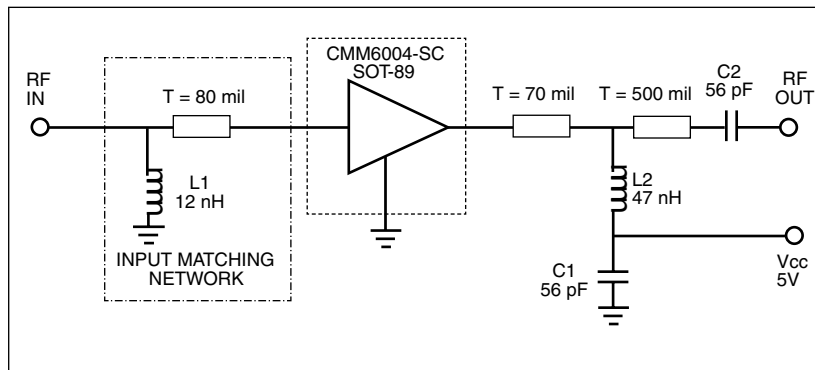 CMM6004-SC
SOT-89
RF
IN
T = 80 mil
T = 70 mil
T = 500 mil
C2
56 pF
RF
OUT
L1
12 nH
L2
47 nH
INPUT MATCHING
NETWORK
C1
56 pF
Vcc
5V